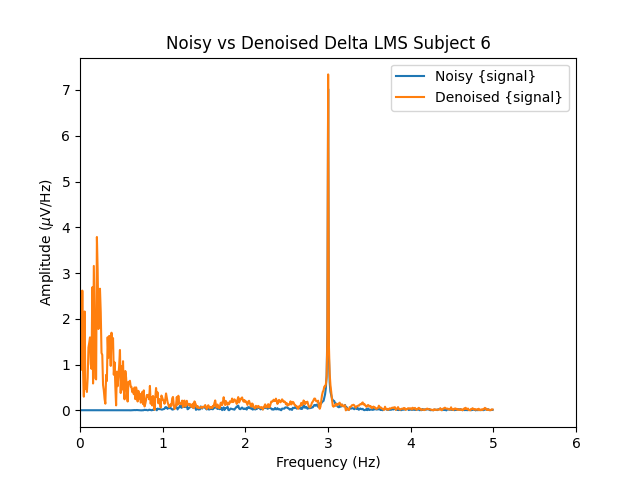 Noisy vs Denoised Delta LMS Subject 6
Noisy {signal}
Denoised {signal}
Amplitude (μV/Hz)
7
6
5
4
3
2
1
0
0 1 2 3 4 5 6
Frequency (Hz)